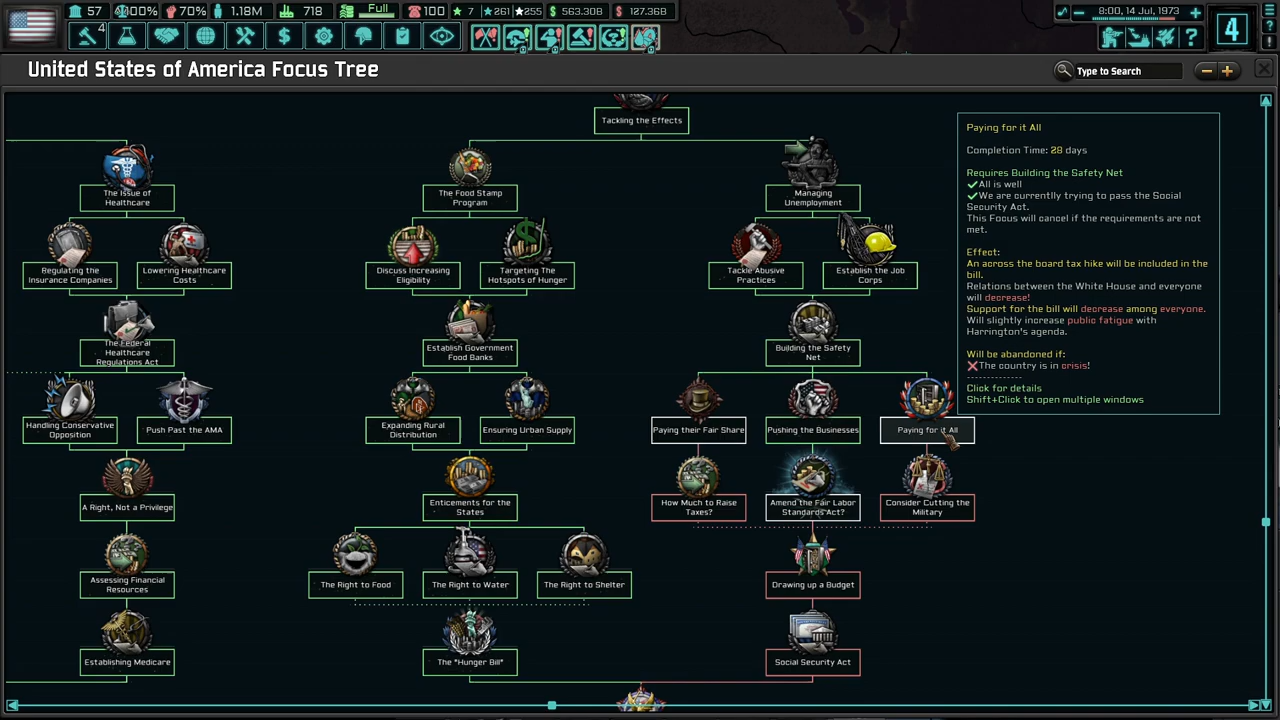 57
100%
70%
1.18M
718
Full
100
7
261
255
563.30B
127.36B
8:00, 14 Jul, 1973
4
4
United States of America Focus Tree
Type to Search
Tackling the Effects
The Issue of
Healthcare
The Food Stamp
Program
Managing
Unemployment
Regulating the
Insurance Companies
Lowering Healthcare
Costs
Discuss Increasing
Eligibility
Targeting The
Hotspots of Hunger
Tackle Abusive
Practices
Establish the Job
Corps
The Federal
Healthcare
Regulations Act
Establish Government
Food Banks
Building the Safety
Net
Handling Conservative
Opposition
Push Past the AMA
Expanding Rural
Distribution
Ensuring Urban Supply
Paying their Fair Share
Pushing the Businesses
Paying for it All
A Right, Not a Privilege
Enticements for the
States
How Much to Raise
Taxes?
Amend the Fair Labor
Standards Act?
Consider Cutting the
Military
Assessing Financial
Resources
The Right to Food
The Right to Water
The Right to Shelter
Drawing up a Budget
Establishing Medicare
The "Hunger Bill"
Social Security Act
Paying for it All
Completion Time: 28 days
Requires Building the Safety Net
All is well
We are currentlly trying to pass the Social
Security Act.
This Focus will cancel if the requirements are not
met.
Effect:
An across the board tax hike will be included in the
bill.
Relations between the White House and everyone
will decrease!
Support for the bill will decrease among everyone.
Will slightly increase public fatigue with
Harrington's agenda.
Will be abandoned if:
The country is in crisis!
--------------
Click for details
Shift+Click to open multiple windows